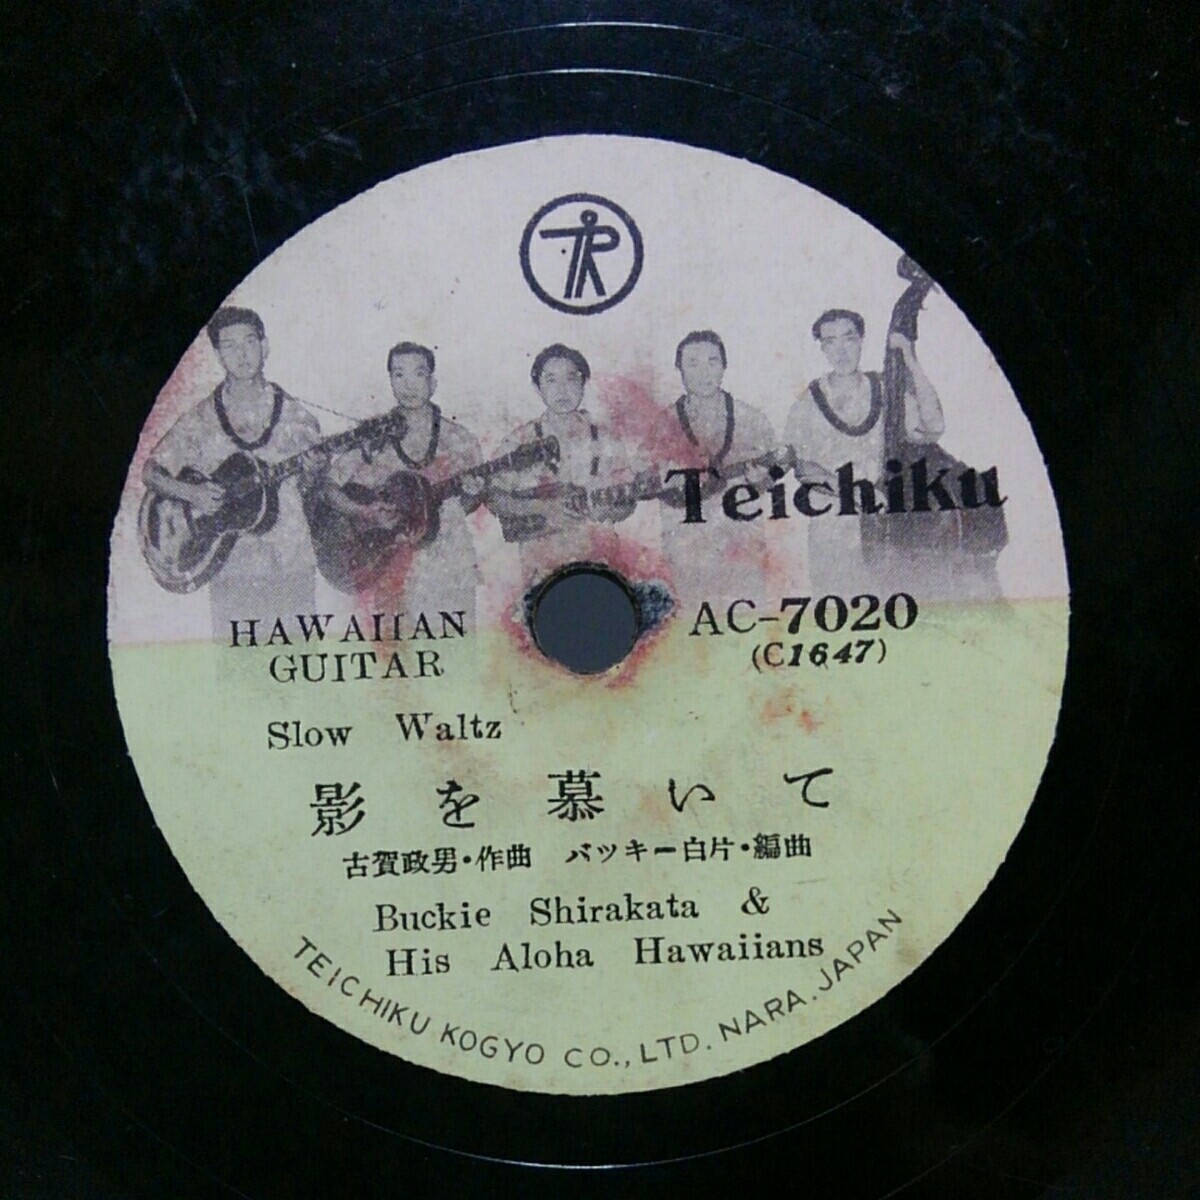 Teichiku
HAWAIIAN
GUITAR
AC-7020
(C1647)
Slow Waltz
影を慕いて
古賀政男・作曲 バッキー白片・編曲
Buckie Shirakata &
His Aloha Hawaiians
TEICHIKU KOGYO CO., LTD. NARA. JAPAN